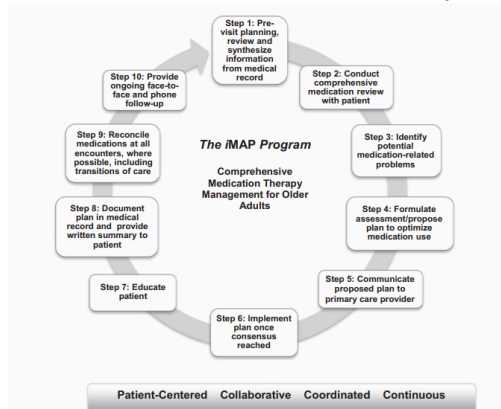 Step 1: Pre-
visit planning,
review and
synthesize
information
from medical
record
Step 2: Conduct
comprehensive
medication review
with patient
Step 3: Identify
potential
medication-related
problems
Step 4: Formulate
assessment/propose
plan to optimize
medication use
Step 5: Communicate
proposed plan to
primary care provider
Step 6: Implement
plan once
consensus
reached
Step 7: Educate
patient
Step 8: Document
plan in medical
record and provide
written summary to
patient
Step 9: Reconcile
medications at all
encounters, where
possible, including
transitions of care
Step 10: Provide
ongoing face-to-
face and phone
follow-up
The iMAP Program
Comprehensive
Medication Therapy
Management for Older
Adults
Patient-Centered Collaborative Coordinated Continuous